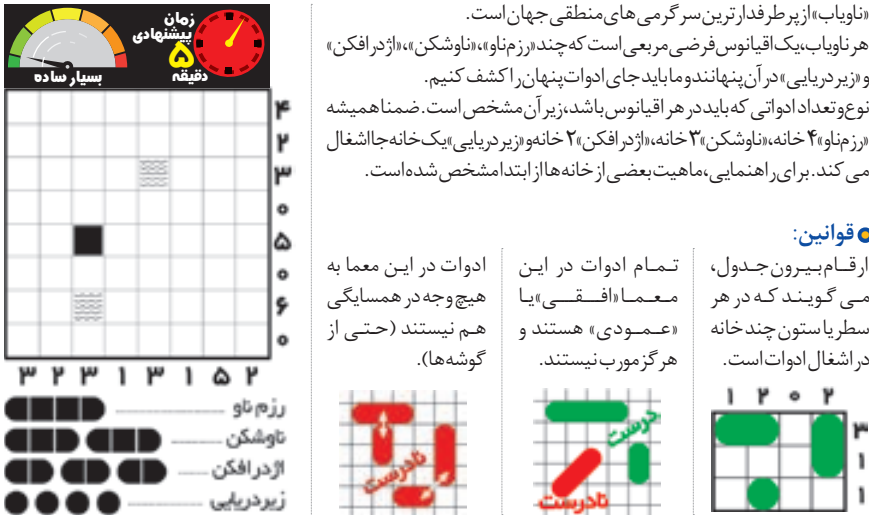 «ناویاب» از پرطرفدارترین سرگرمی های منطقی جهان است.
هر ناویاب، یک اقیانوس فرضی مربعی است که چند «رزم ناو»، «ناوشکن»، «اژدرافکن»
و «زیردریایی» در آن پنهانند و ما باید جای ادوات پنهان را کشف کنیم.
نوع و تعداد ادواتی که باید در هر اقیانوس باشد، زیر آن مشخص است. ضمنا همیشه
«رزم ناو» ۴ خانه، «ناوشکن» ۳ خانه، «اژدرافکن» ۲ خانه و «زیردریایی» یک خانه جا اشغال
می کند. برای راهنمایی، ماهیت بعضی از خانه ها از ابتدا مشخص شده است.
قوانین:
ارقام بیرون جدول،
می گویند که در هر
سطر یا ستون چند خانه
در اشغال ادوات است.
۱ ۲ ۰ ۲
۳
۱
۱
تمام ادوات در این
معما «افقی» یا
«عمودی» هستند و
هرگز مورب نیستند.
درست
نادرست
ادوات در این معما به
هیچ وجه در همسایگی
هم نیستند (حتی از
گوشه ها).
نادرست
زمان
پیشنهادی
۵
دقیقه
بسیار ساده
۴
۲
۳
۰
۵
۰
۶
۰
۳ ۲ ۳ ۱ ۳ ۱ ۵ ۲
رزم ناو
ناوشکن
اژدرافکن
زیردریایی